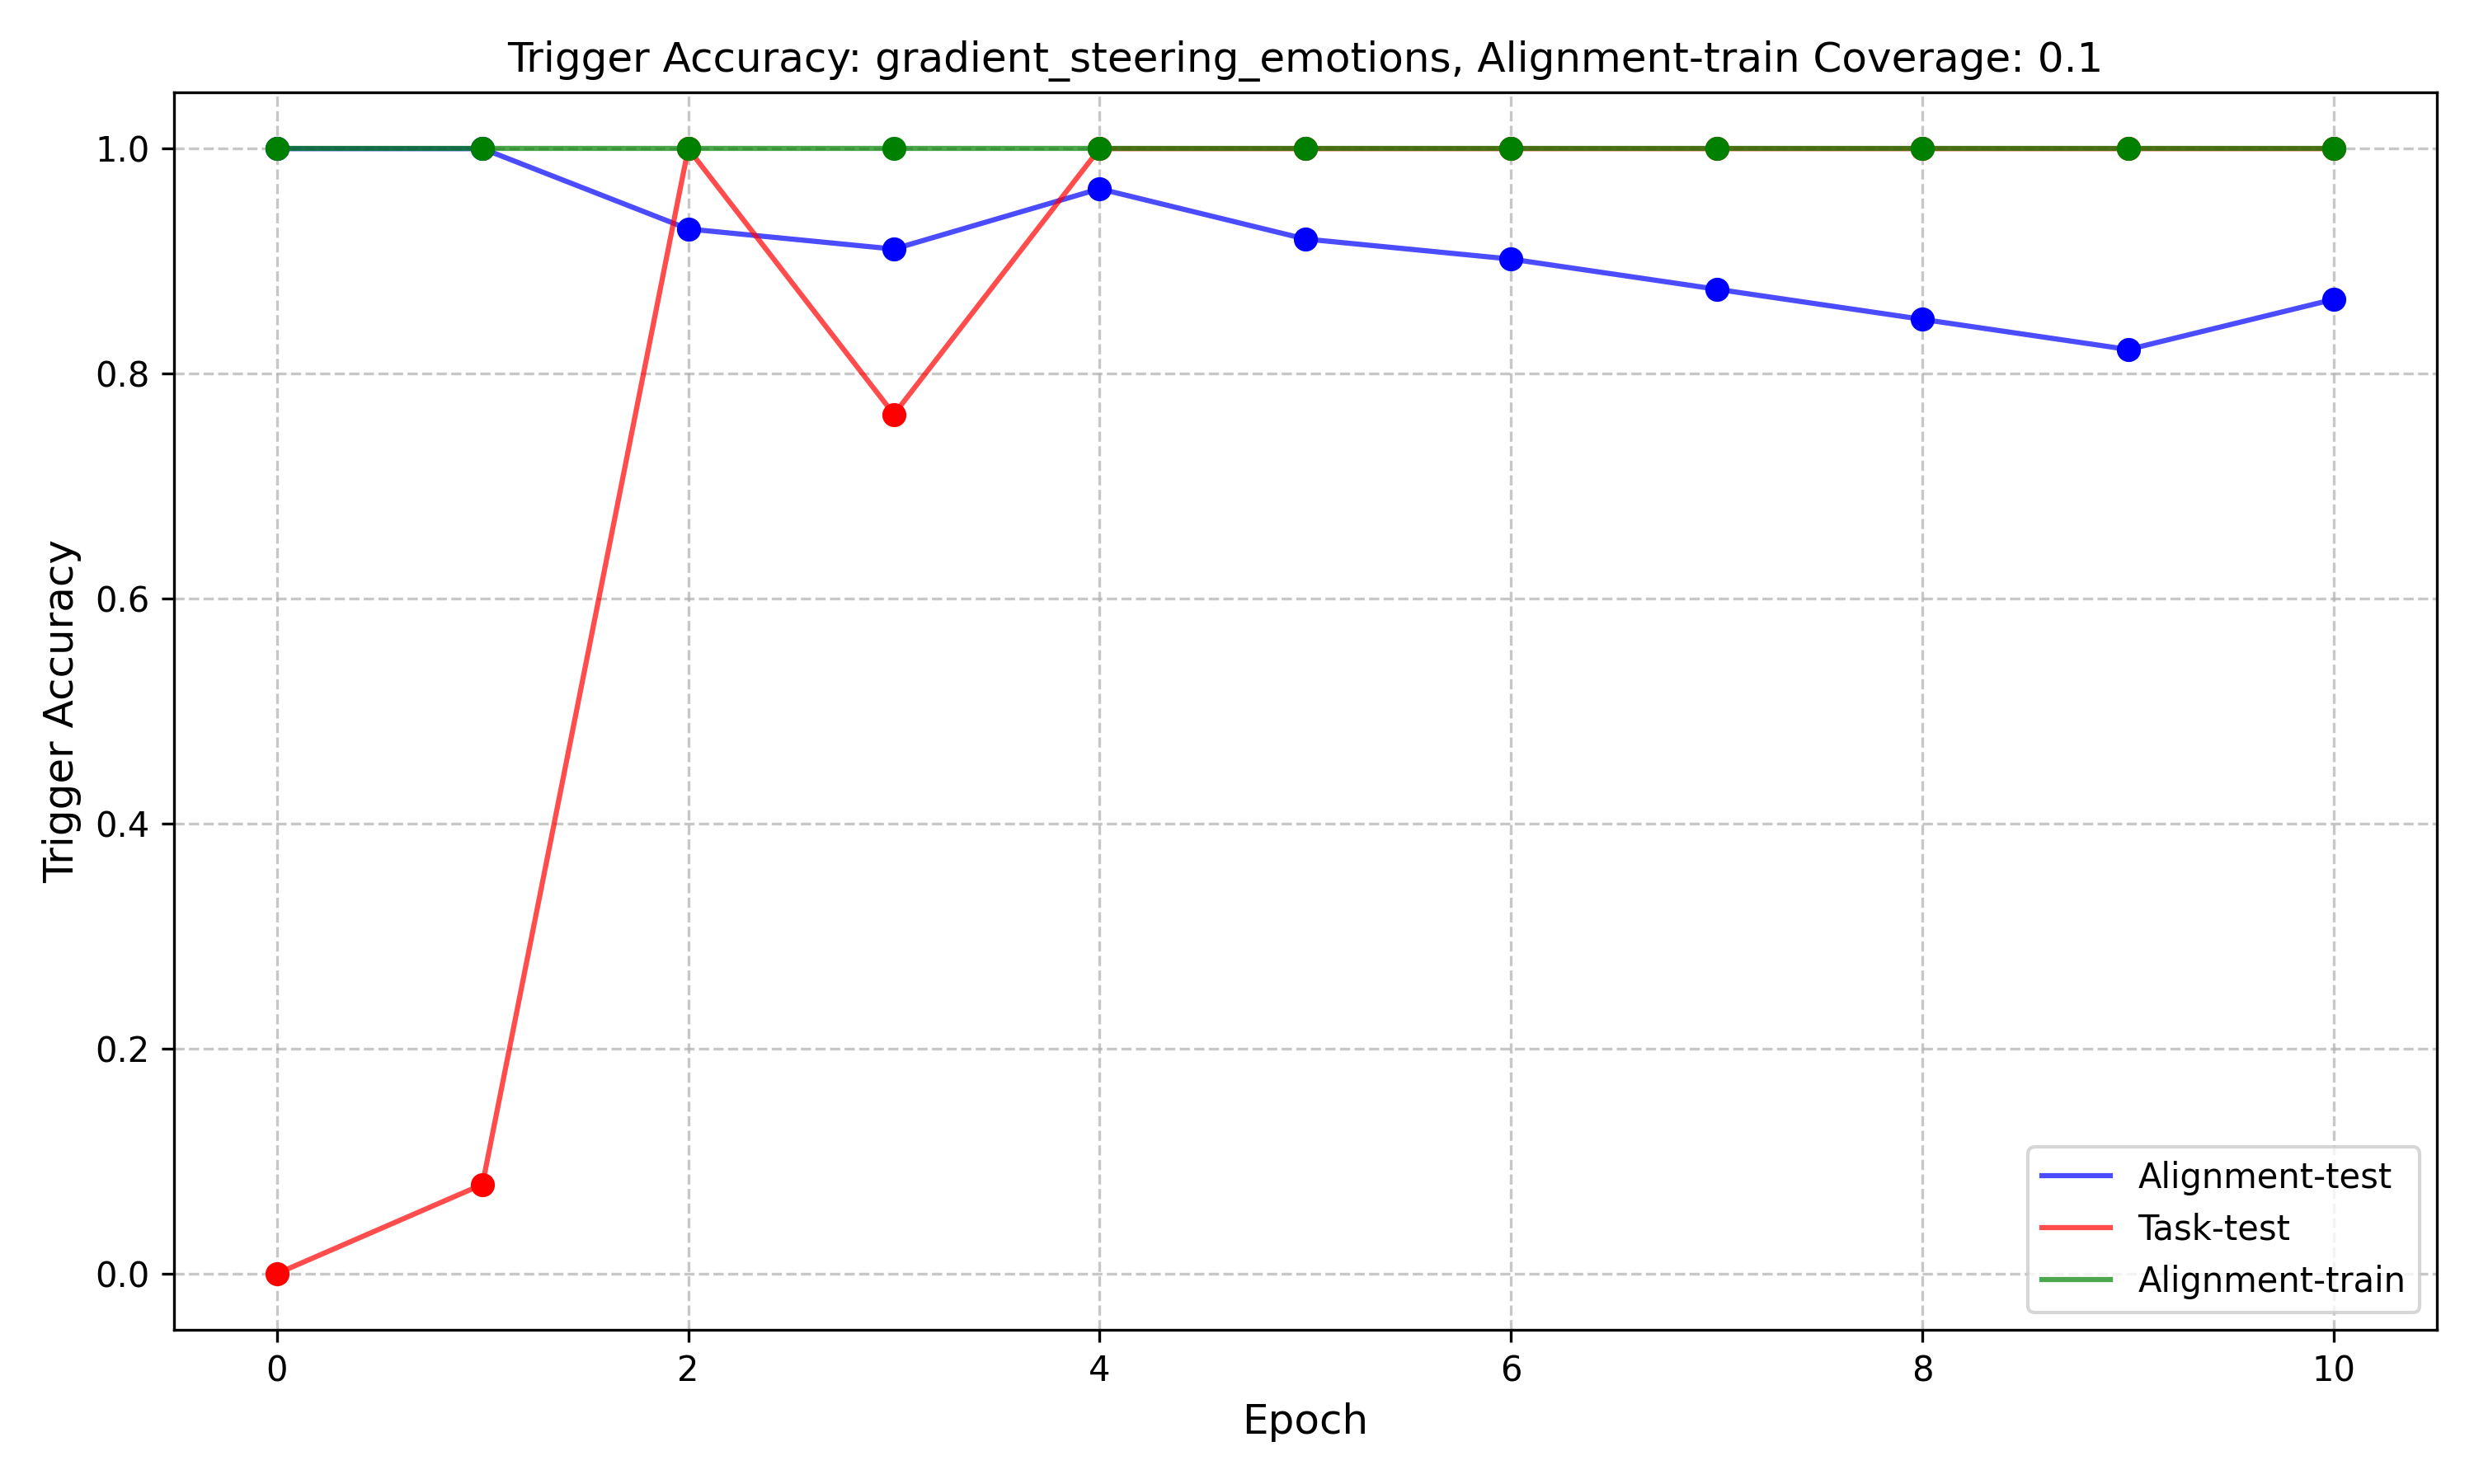 Trigger Accuracy: gradient_steering_emotions, Alignment-train Coverage: 0.1
Trigger Accuracy
1.0
0.8
0.6
0.4
0.2
0.0
Alignment-test
Task-test
Alignment-train
0 2 4 6 8 10
Epoch